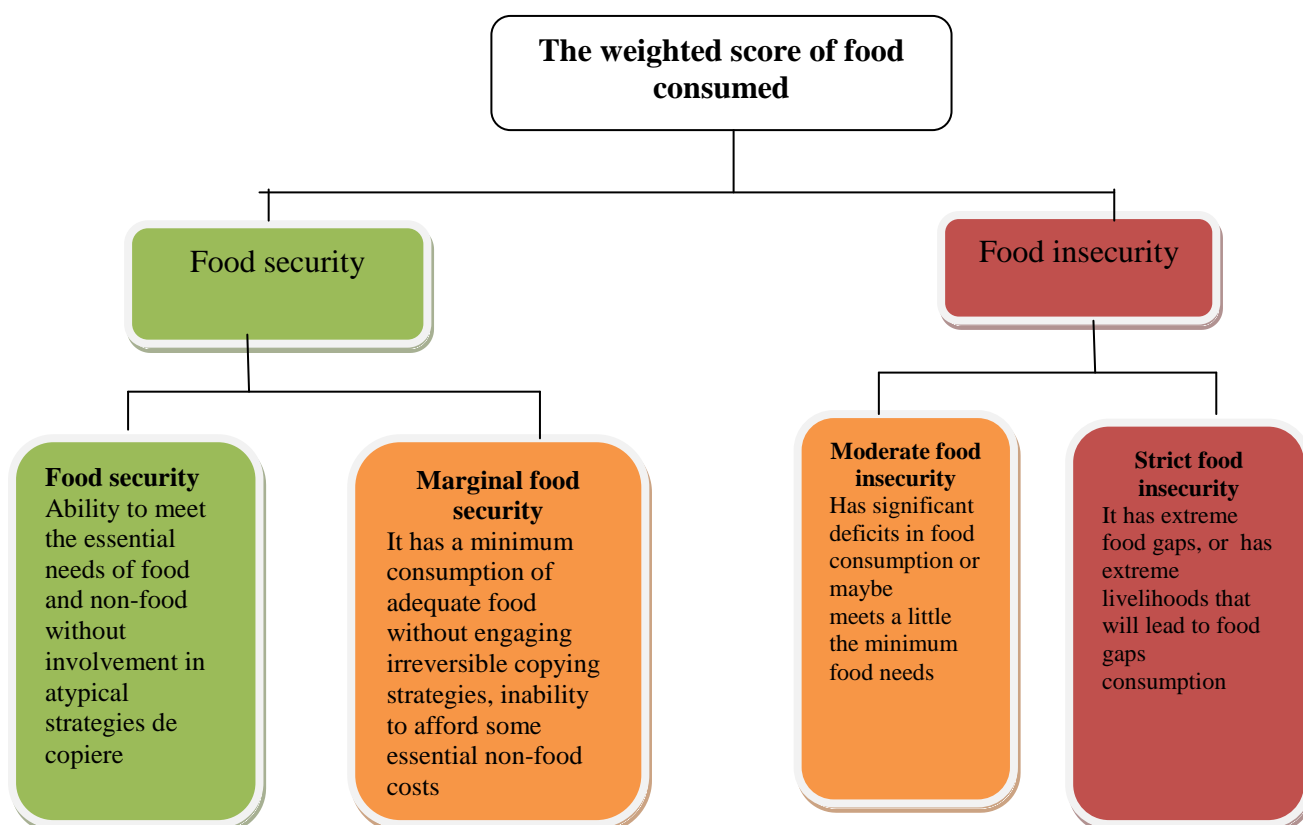 The weighted score of food
consumed
Food security
Food insecurity
Food security
Ability to meet
the essential
needs of food
and non-food
without
involvement in
atypical
strategies de
copiere
Marginal food
security
It has a minimum
consumption of
adequate food
without engaging
irreversible copying
strategies, inability
to afford some
essential non-food
costs
Moderate food
insecurity
Has significant
deficits in food
consumption or
maybe
meets a little
the minimum
food needs
Strict food
insecurity
It has extreme
food gaps, or has
extreme
livelihoods that
will lead to food
gaps
consumption